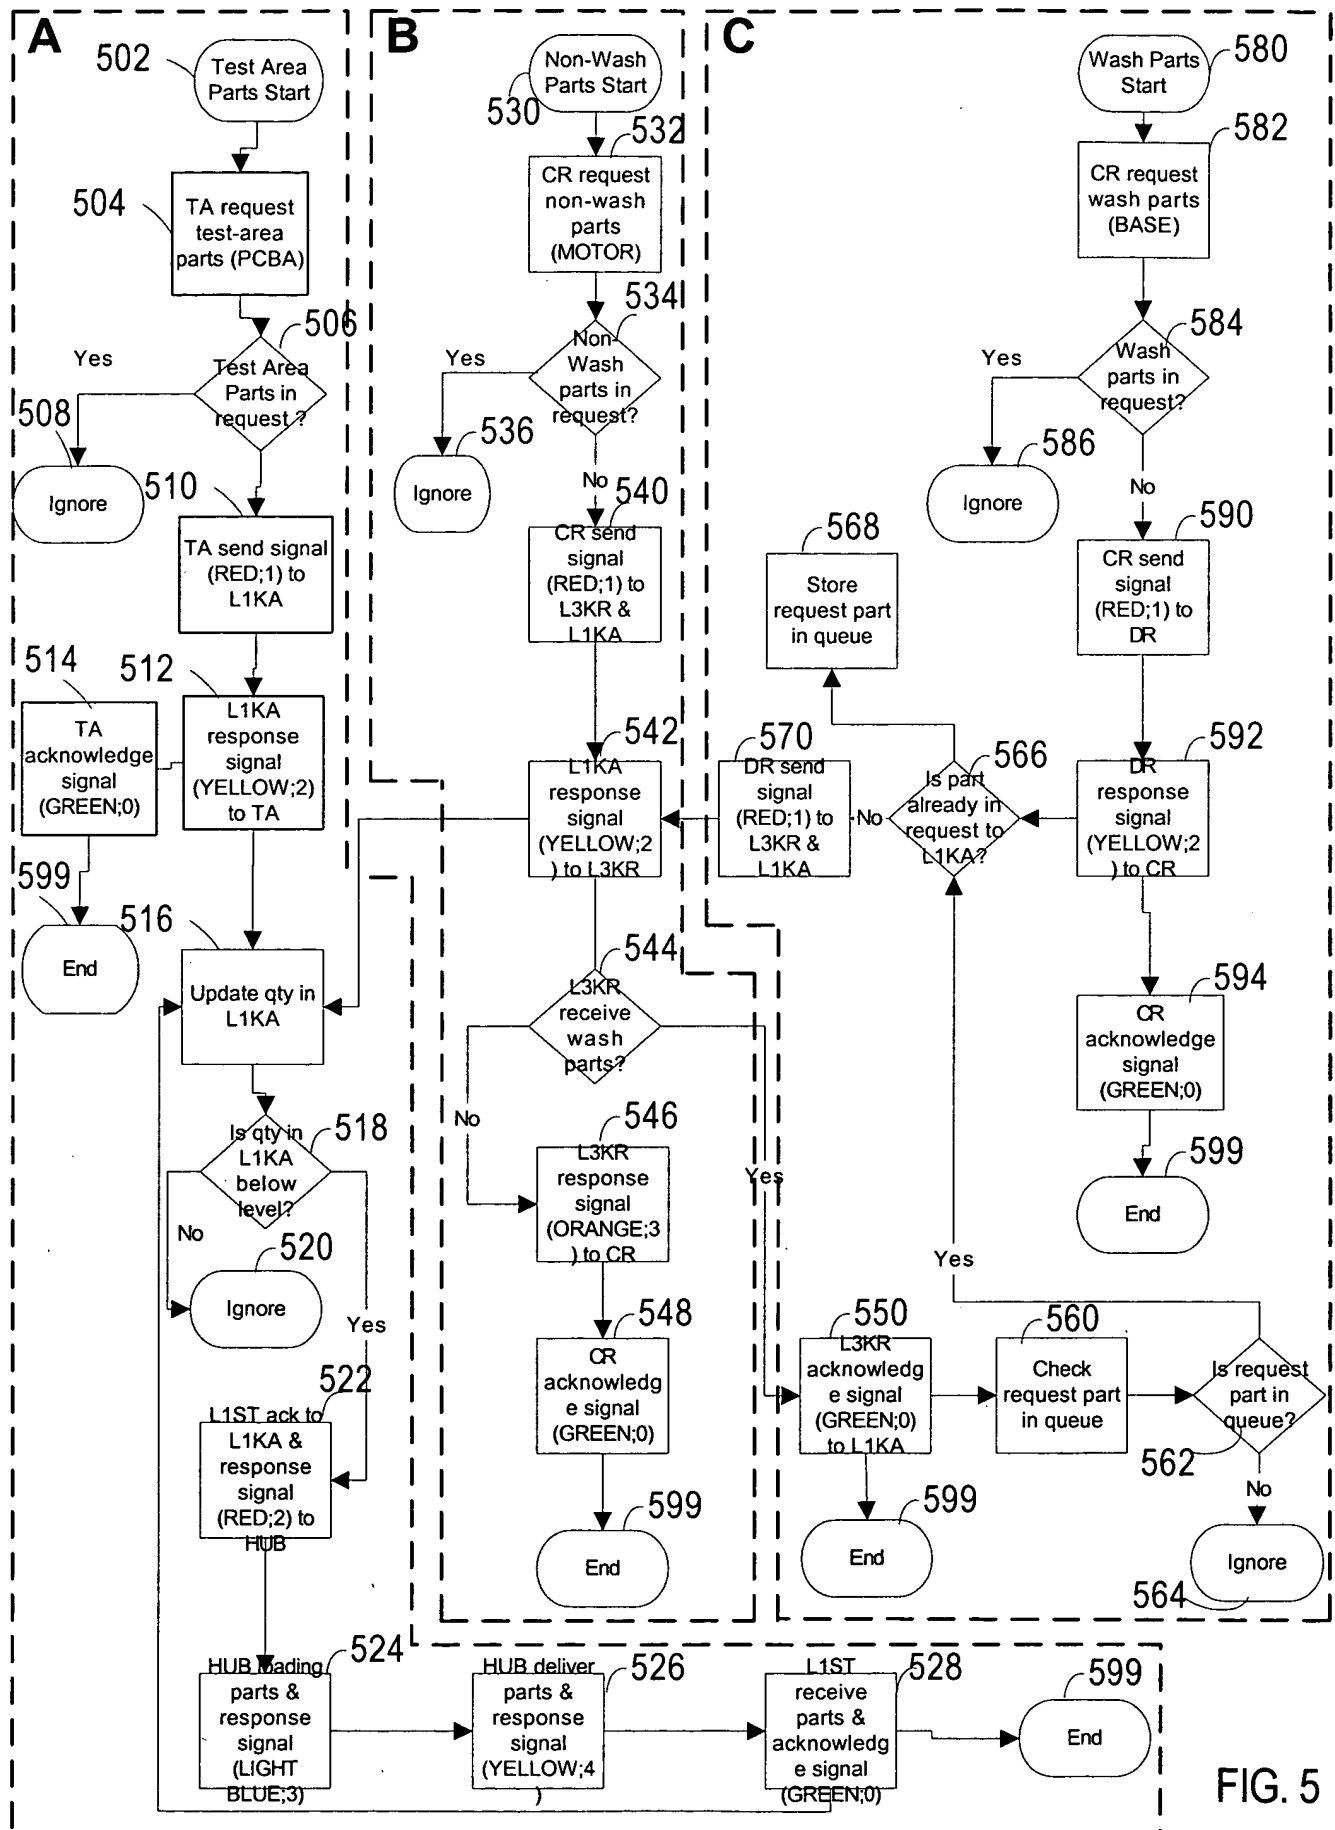 A
502
Test Area
Parts Start
504
TA request
test-area
parts (PCBA)
506
Test Area
Parts in
request ?
Yes
508
Ignore
510
TA send signal
(RED;1) to
L1KA
514
TA
acknowledge
signal
(GREEN;0)
512
L1KA
response
signal
(YELLOW;2)
to TA
599
End
516
Update qty in
L1KA
518
Is qty in
L1KA
below
level?
No
520
Ignore
Yes
522
L1ST ack to
L1KA &
response
signal
(RED;2) to
HUB
524
HUB loading
parts &
response
signal
(LIGHT
BLUE;3)
526
HUB deliver
parts &
response
signal
(YELLOW;4
)
528
L1ST
receive
parts &
acknowledg
e signal
(GREEN;0)
599
End
B
530
Non-Wash
Parts Start
532
CR request
non-wash
parts
(MOTOR)
534
Non-
Wash
parts in
request?
Yes
536
Ignore
No
540
CR send
signal
(RED;1) to
L3KR &
L1KA
542
L1KA
response
signal
(YELLOW;2
) to L3KR
544
L3KR
receive
wash
parts?
No
546
L3KR
response
signal
(ORANGE;3
) to CR
548
CR
acknowledg
e signal
(GREEN;0)
599
End
Yes
C
580
Wash Parts
Start
582
CR request
wash parts
(BASE)
584
Wash
parts in
request?
Yes
586
Ignore
No
590
CR send
signal
(RED;1) to
DR
592
DR
response
signal
(YELLOW;2
) to CR
594
CR
acknowledge
signal
(GREEN;0)
599
End
566
Is part
already in
request to
L1KA?
568
Store
request part
in queue
No
570
DR send
signal
(RED;1) to
L3KR &
L1KA
550
L3KR
acknowledg
e signal
(GREEN;0)
to L1KA
599
End
560
Check
request part
in queue
562
Is request
part in
queue?
Yes
No
564
Ignore
FIG. 5